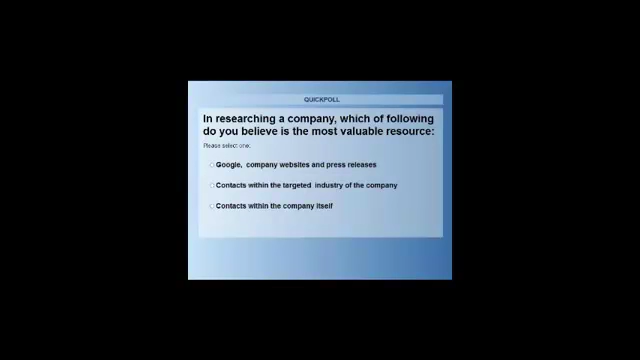 QUICKPOLL
In researching a company, which of following
do you believe is the most valuable resource:
Please select one:
Google, company websites and press releases
Contacts within the targeted industry of the company
Contacts within the company itself